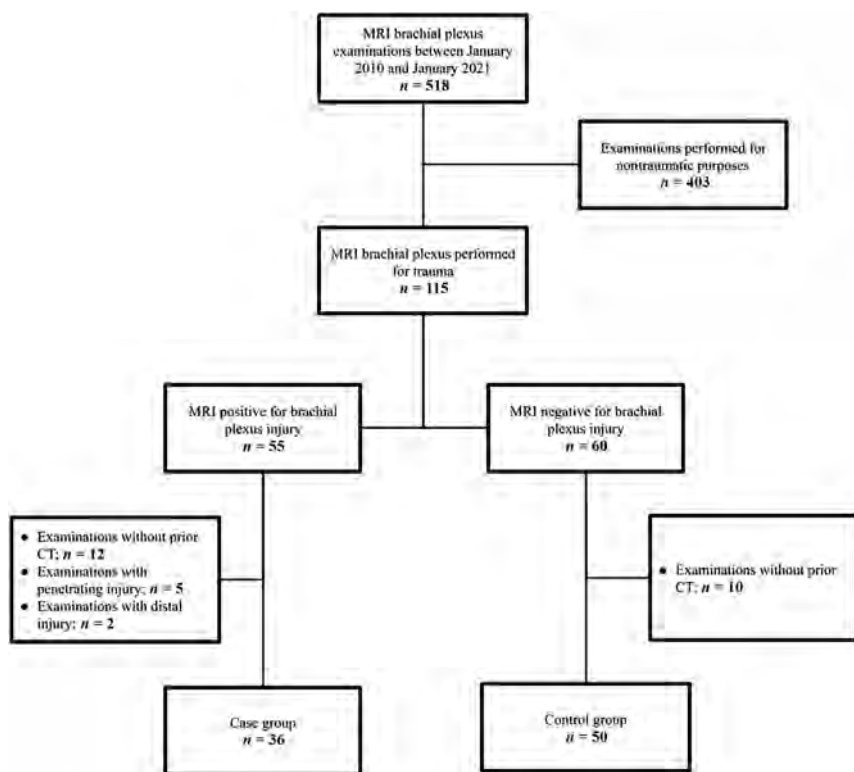 MRI brachial plexus
examinations between January
2010 and January 2021
n = 518
Examinations performed for
nontraumatic purposes
n = 403
MRI brachial plexus performed
for trauma
n = 115
MRI positive for brachial
plexus injury
n = 55
MRI negative for brachial plexus
injury
n = 60
● Examinations without prior
CT; n = 12
● Examinations with
penetrating injury; n = 5
● Examinations with distal
injury; n = 2
● Examinations without prior
CT; n = 10
Case group
n = 36
Control group
n = 50